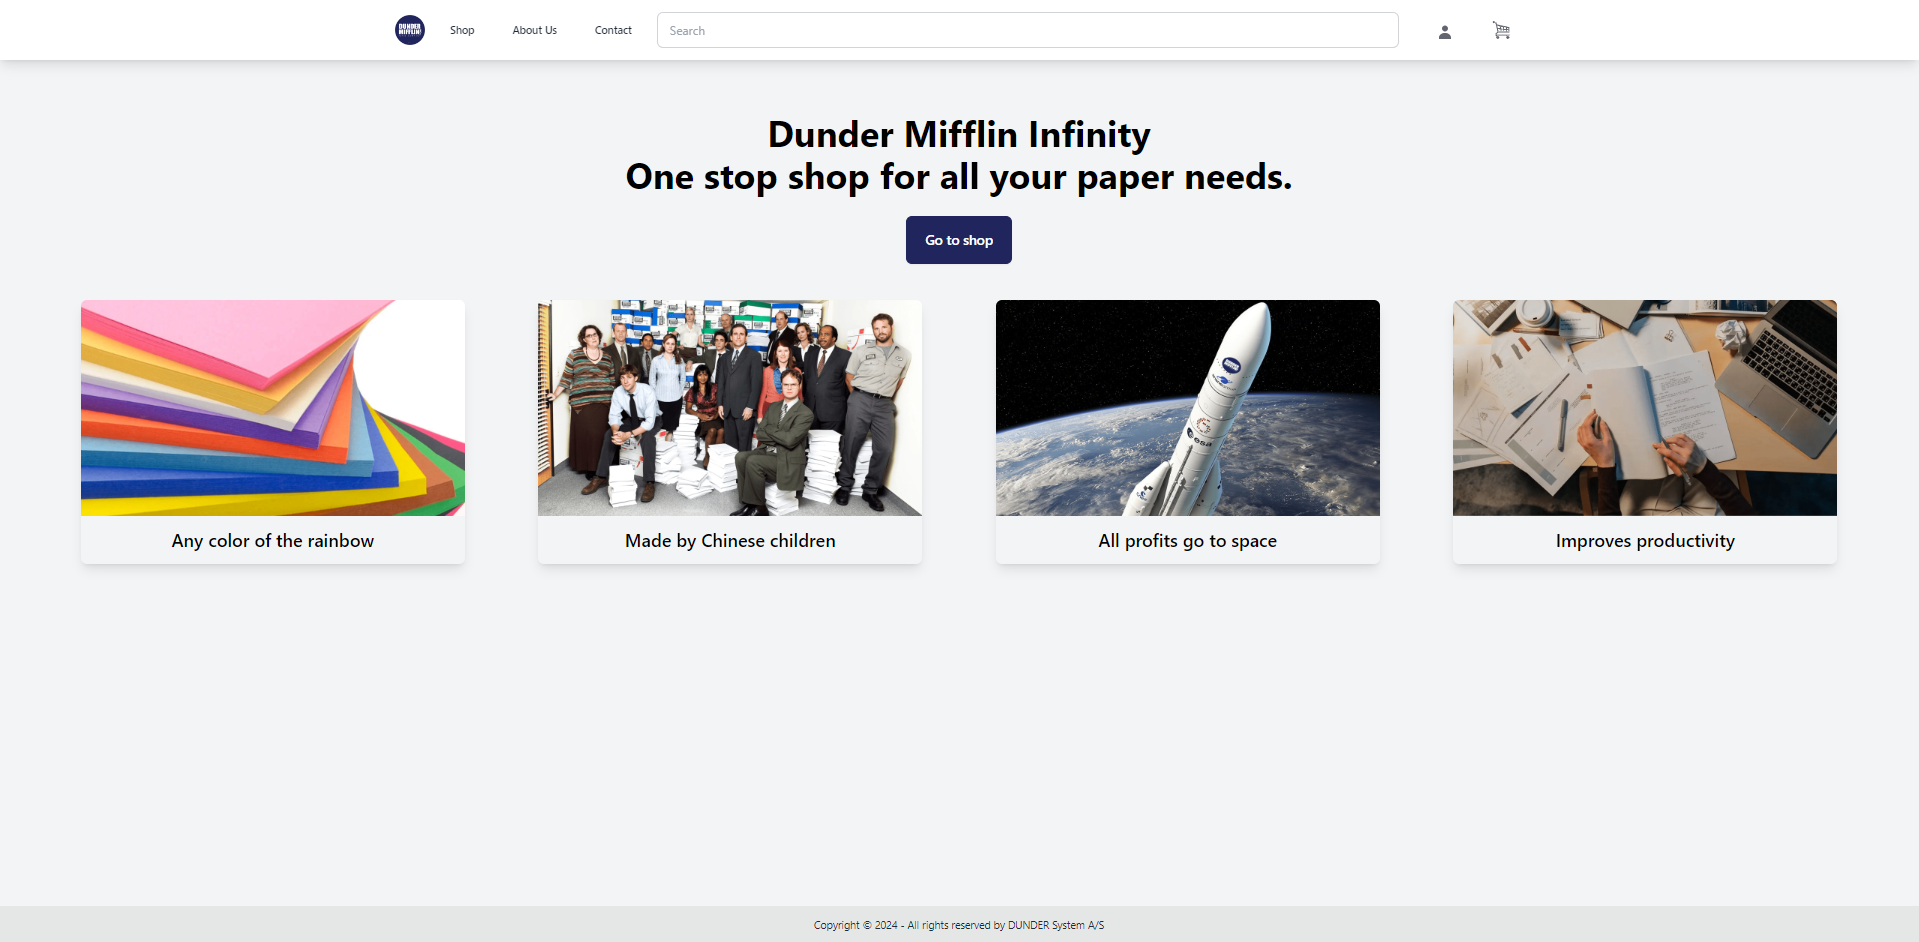 DUNDER
MIFFLIN
Shop
About Us
Contact
Search
Dunder Mifflin Infinity
One stop shop for all your paper needs.
Go to shop
esa
Any color of the rainbow
Made by Chinese children
All profits go to space
Improves productivity
Copyright © 2024 - All rights reserved by DUNDER System A/S